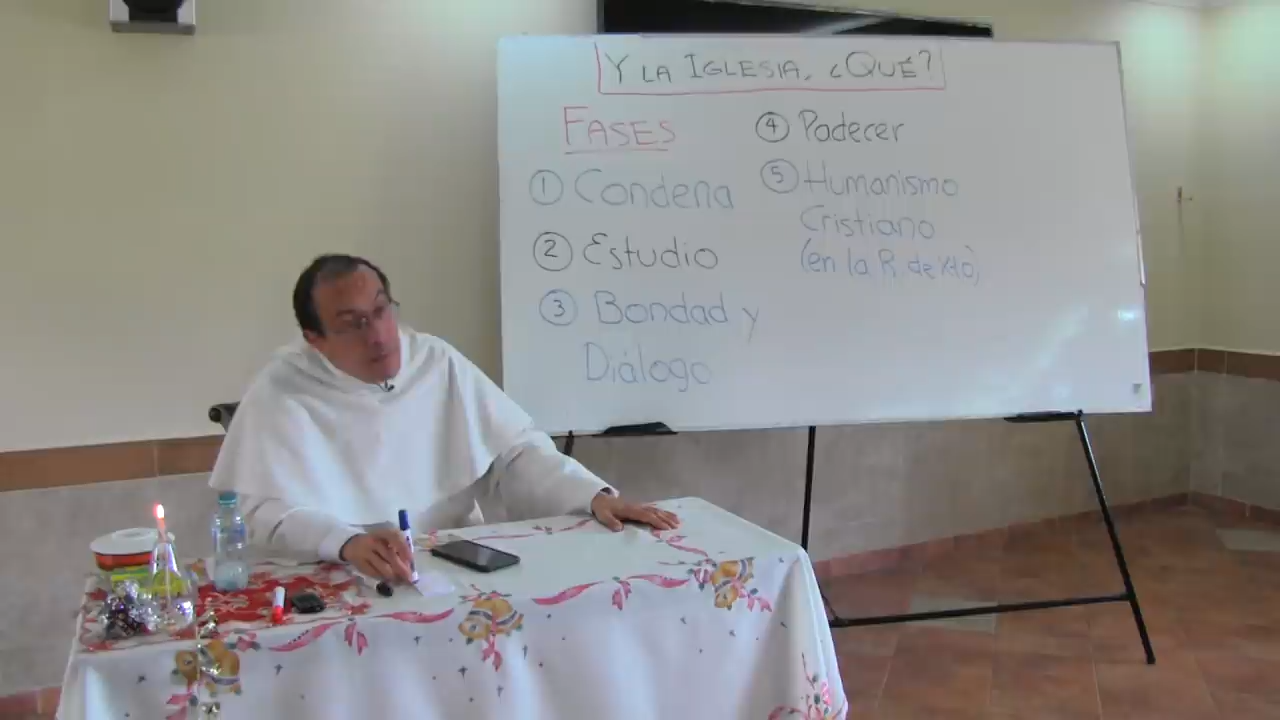 Y LA IGLESIA, ¿QUÉ?
FASES
① Condena
② Estudio
③ Bondad y
Diálogo
④ Padecer
⑤ Humanismo
Cristiano
(en la R. de Xto)